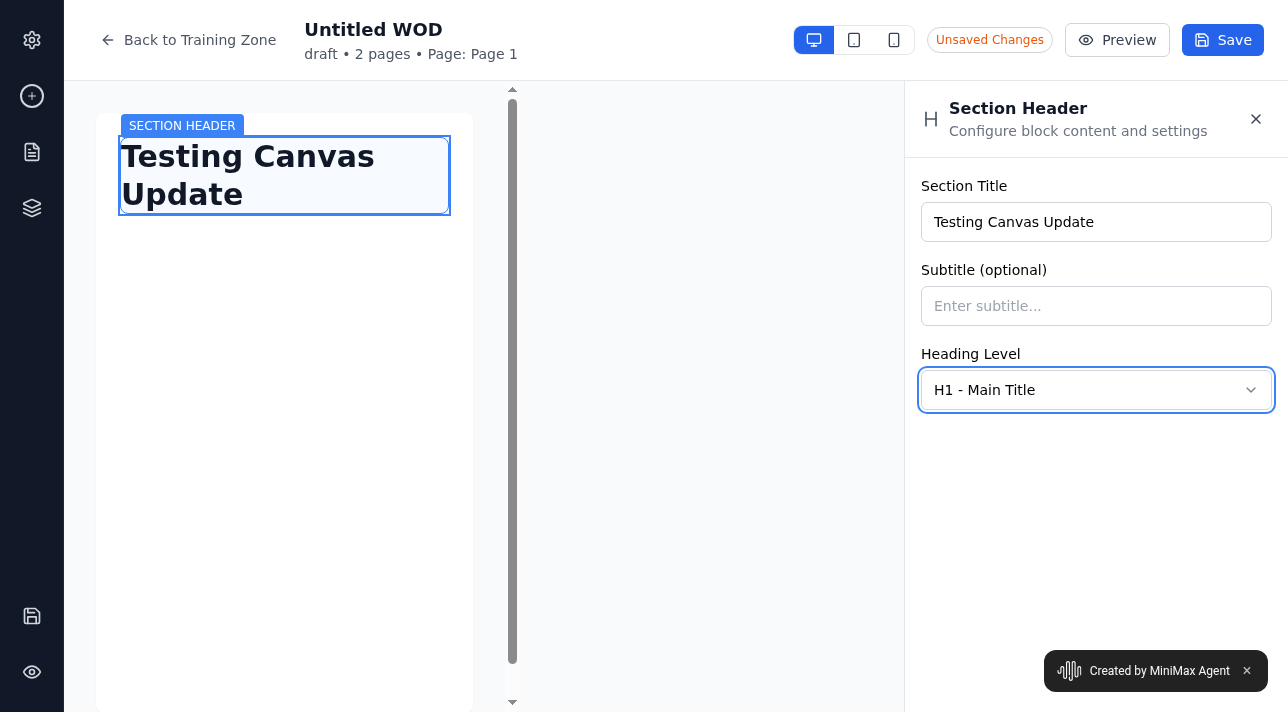 Back to Training Zone
Untitled WOD
draft • 2 pages • Page: Page 1
Unsaved Changes
Preview
Save
SECTION HEADER
Testing Canvas
Update
Section Header
Configure block content and settings
Section Title
Testing Canvas Update
Subtitle (optional)
Enter subtitle...
Heading Level
H1 - Main Title
Created by MiniMax Agent